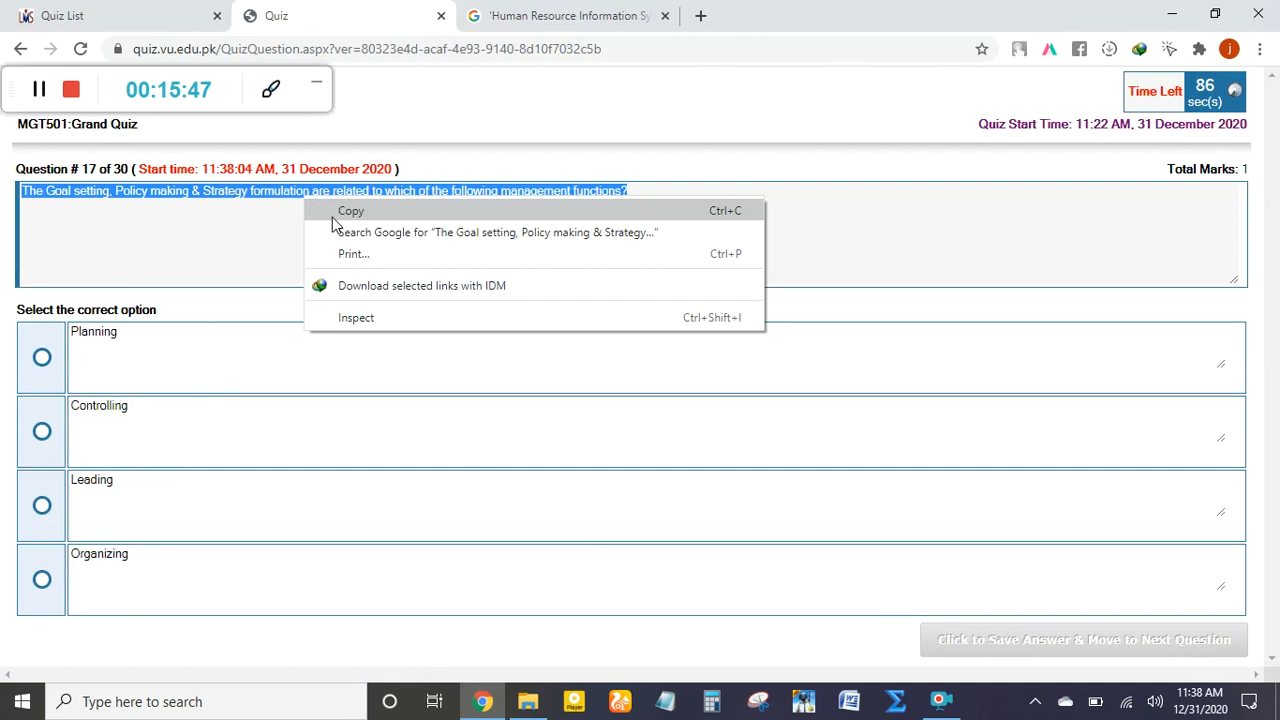 Quiz List
Quiz
'Human Resource Information Sy
quiz.vu.edu.pk/QuizQuestion.aspx?ver=80323e4d-acaf-4e93-9140-8d10f7032c5b
00:15:47
Time Left 86 sec(s)
MGT501:Grand Quiz
Quiz Start Time: 11:22 AM, 31 December 2020
Question # 17 of 30 ( Start time: 11:38:04 AM, 31 December 2020 )
Total Marks: 1
The Goal setting, Policy making & Strategy formulation are related to which of the following management functions?
Copy Ctrl+C
Search Google for “The Goal setting, Policy making & Strategy...”
Print... Ctrl+P
Download selected links with IDM
Inspect Ctrl+Shift+I
Select the correct option
Planning
Controlling
Leading
Organizing
Click to Save Answer & Move to Next Question
Type here to search
11:38 AM
12/31/2020